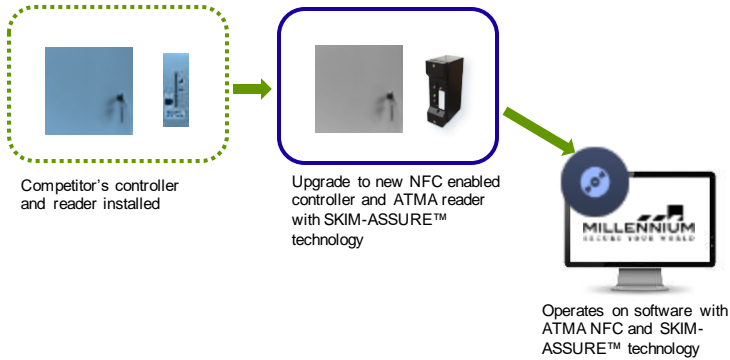 Competitor's controller
and reader installed
Upgrade to new NFC enabled
controller and ATMA reader
with SKIM-ASSURE™
technology
MILLENNIUM
SECURE YOUR WORLD
Operates on software with
ATMA NFC and SKIM-
ASSURE™ technology